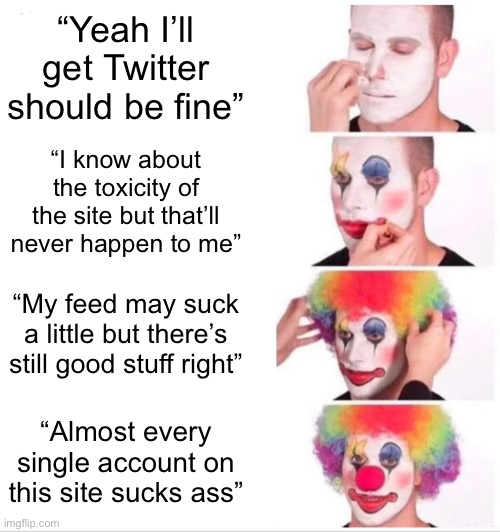 “Yeah I’ll
get Twitter
should be fine”
“I know about
the toxicity of
the site but that’ll
never happen to me”
“My feed may suck
a little but there’s
still good stuff right”
“Almost every
single account on
this site sucks ass”
imgflip.com